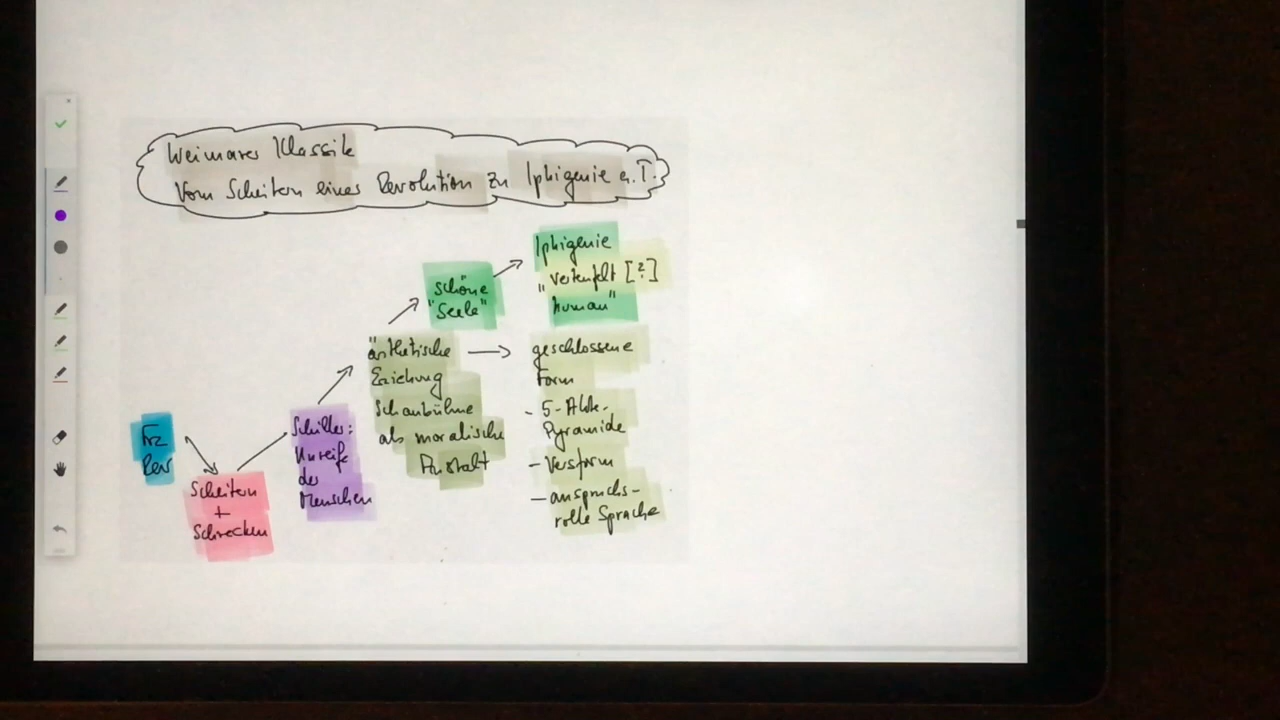 Weimarer Klassik
Vom Scheitern einer Revolution zu Iphigenie a. T.
Frz
Rev
Scheitern
+
Schrecken
Schiller:
Unreife
der
Menschen
ästhetische
Erziehung
Schaubühne
als moralische
Anstalt
schöne
"Seele"
Iphigenie
"verteufelt [?]
human"
geschlossene
Form
- 5-Akte-
Pyramide
- Versform
- anspruchs-
volle Sprache